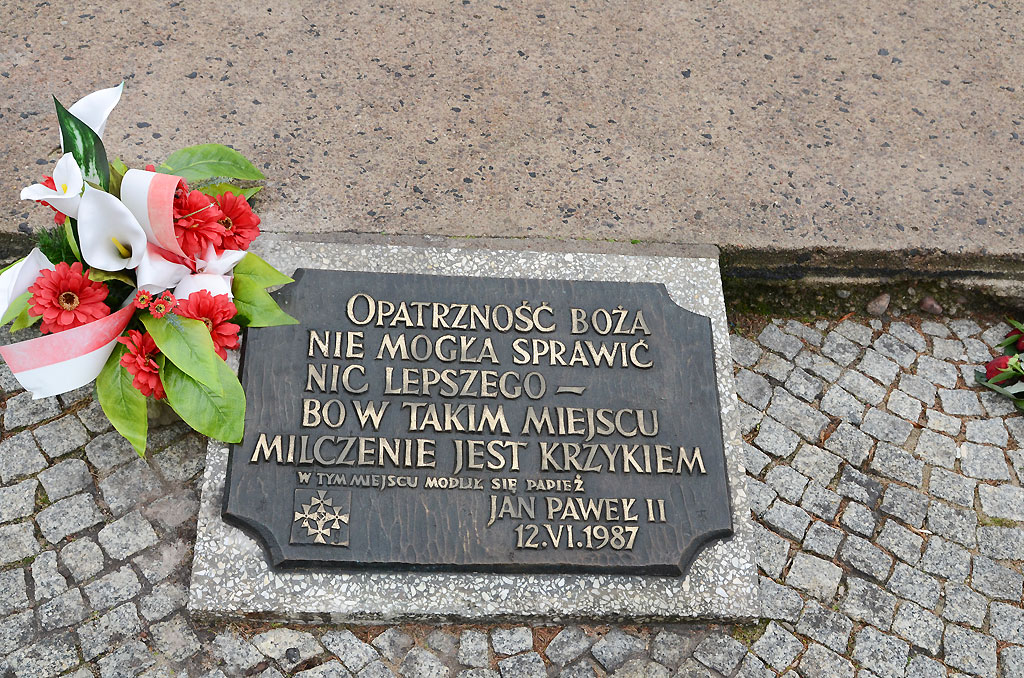 OPATRZNOŚĆ BOŻA
NIE MOGŁA SPRAWIĆ
NIC LEPSZEGO –
BO W TAKIM MIEJSCU
MILCZENIE JEST KRZYKIEM
W TYM MIEJSCU MODLIŁ SIĘ PAPIEŻ
JAN PAWEŁ II
12.VI.1987